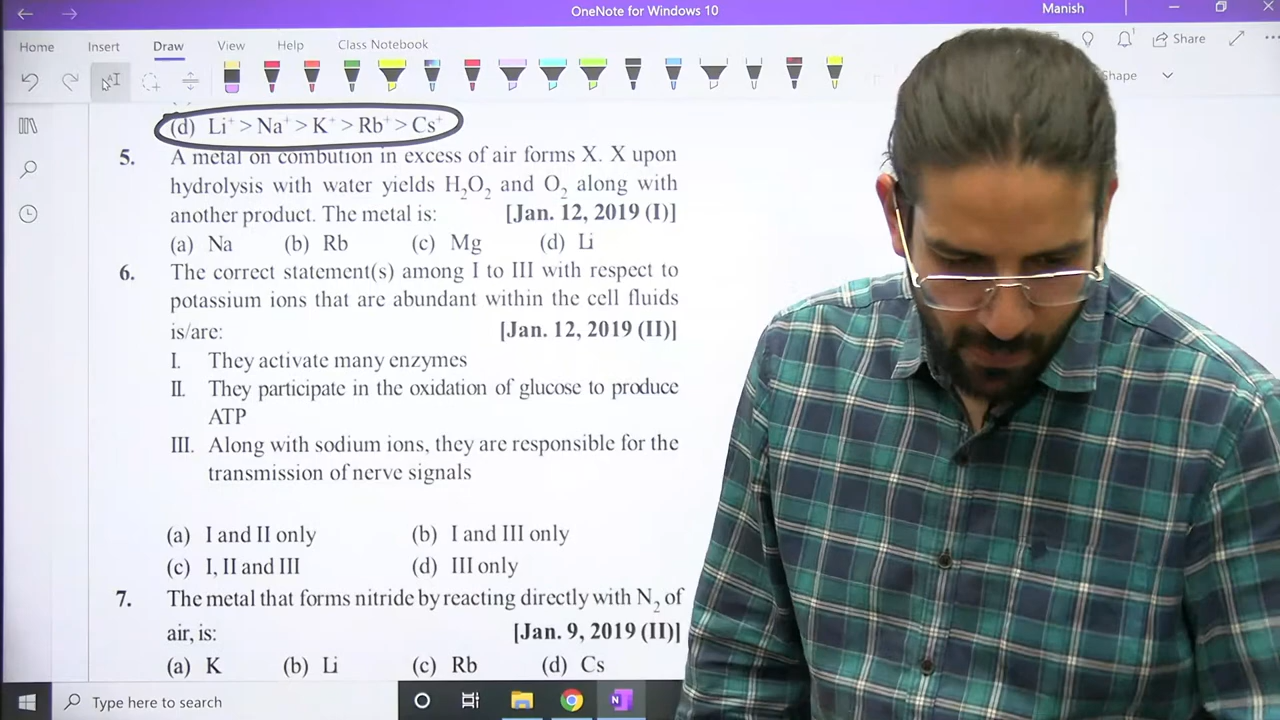 OneNote for Windows 10
Manish
Home Insert Draw View Help Class Notebook
Share
Shape
(d) Li⁺ > Na⁺ > K⁺ > Rb⁺ > Cs⁺
5. A metal on combution in excess of air forms X. X upon
hydrolysis with water yields H₂O₂ and O₂ along with
another product. The metal is: [Jan. 12, 2019 (I)]
(a) Na (b) Rb (c) Mg (d) Li
6. The correct statement(s) among I to III with respect to
potassium ions that are abundant within the cell fluids
is/are: [Jan. 12, 2019 (II)]
I. They activate many enzymes
II. They participate in the oxidation of glucose to produce
ATP
III. Along with sodium ions, they are responsible for the
transmission of nerve signals
(a) I and II only (b) I and III only
(c) I, II and III (d) III only
7. The metal that forms nitride by reacting directly with N₂ of
air, is: [Jan. 9, 2019 (II)]
(a) K (b) Li (c) Rb (d) Cs
Type here to search